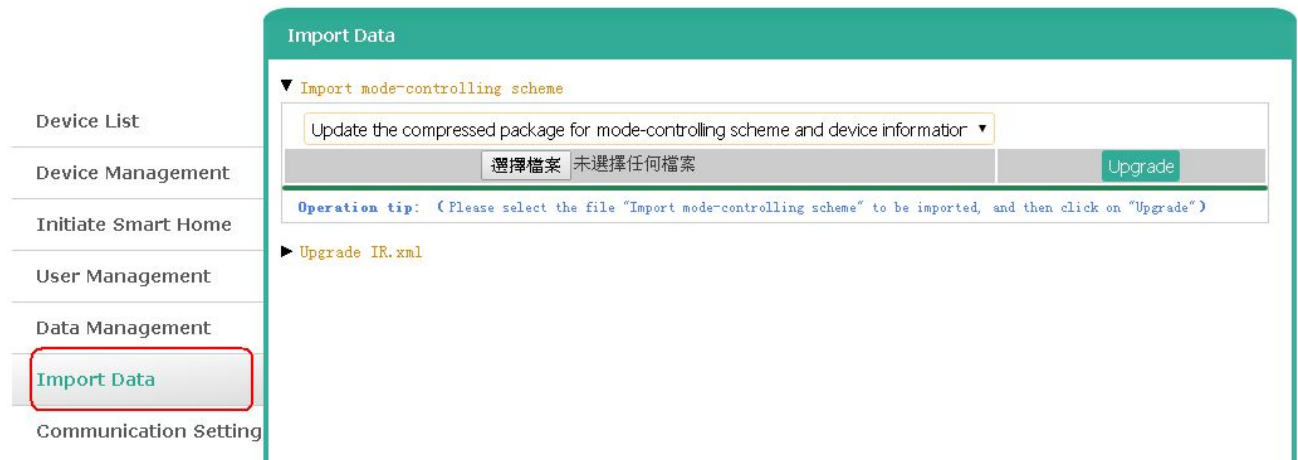 Import Data
Import mode-controlling scheme
Update the compressed package for mode-controlling scheme and device information
選擇檔案 未選擇任何檔案
Upgrade
Operation tip: (Please select the file "Import mode-controlling scheme" to be imported, and then click on "Upgrade")
Upgrade IR.xml
Device List
Device Management
Initiate Smart Home
User Management
Data Management
Import Data
Communication Setting